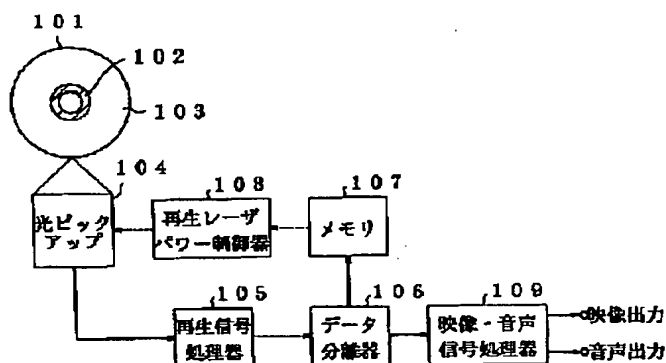 101
102
103
104
光ピック
アップ
108
再生レーザ
パワー制御器
107
メモリ
105
再生信号
処理器
106
データ
分離器
109
映像・音声
信号処理器
映像出力
音声出力